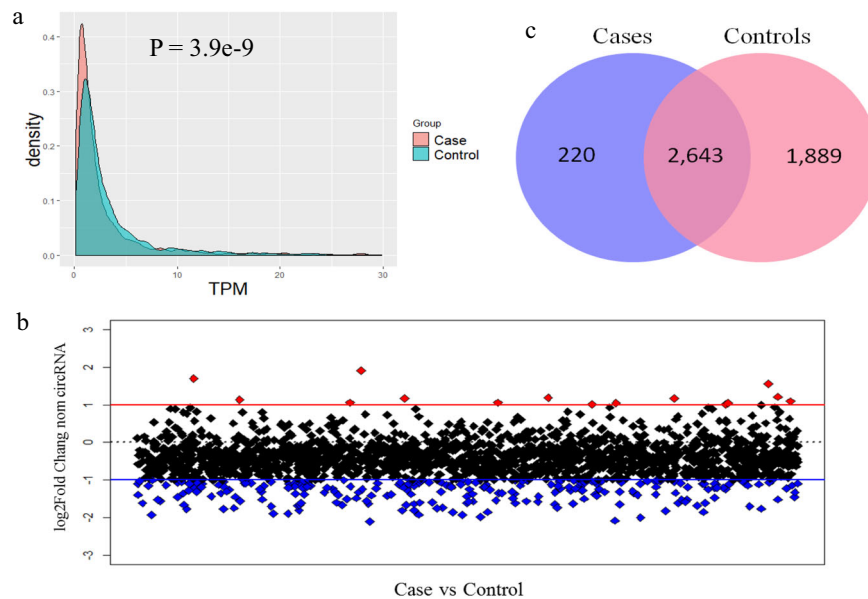 a
P = 3.9e-9
density
0.4
0.3
0.2
0.1
0.0
0
10
20
30
TPM
Group
Case
Control
c
Cases
Controls
220
2,643
1,889
b
log2Fold Chang nom circRNA
3
2
1
0
-1
-2
-3
Case vs Control